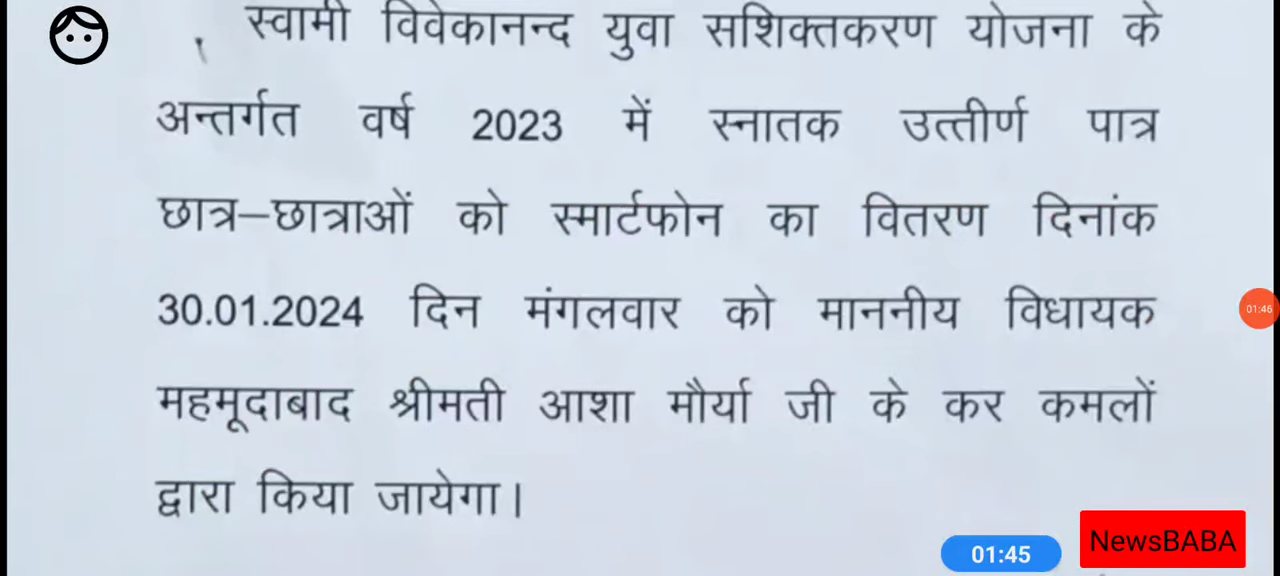 स्वामी विवेकानन्द युवा सशिक्तकरण योजना के
अन्तर्गत वर्ष 2023 में स्नातक उत्तीर्ण पात्र
छात्र–छात्राओं को स्मार्टफोन का वितरण दिनांक
30.01.2024 दिन मंगलवार को माननीय विधायक
महमूदाबाद श्रीमती आशा मौर्या जी के कर कमलों
द्वारा किया जायेगा।
01:46
01:45
NewsBABA